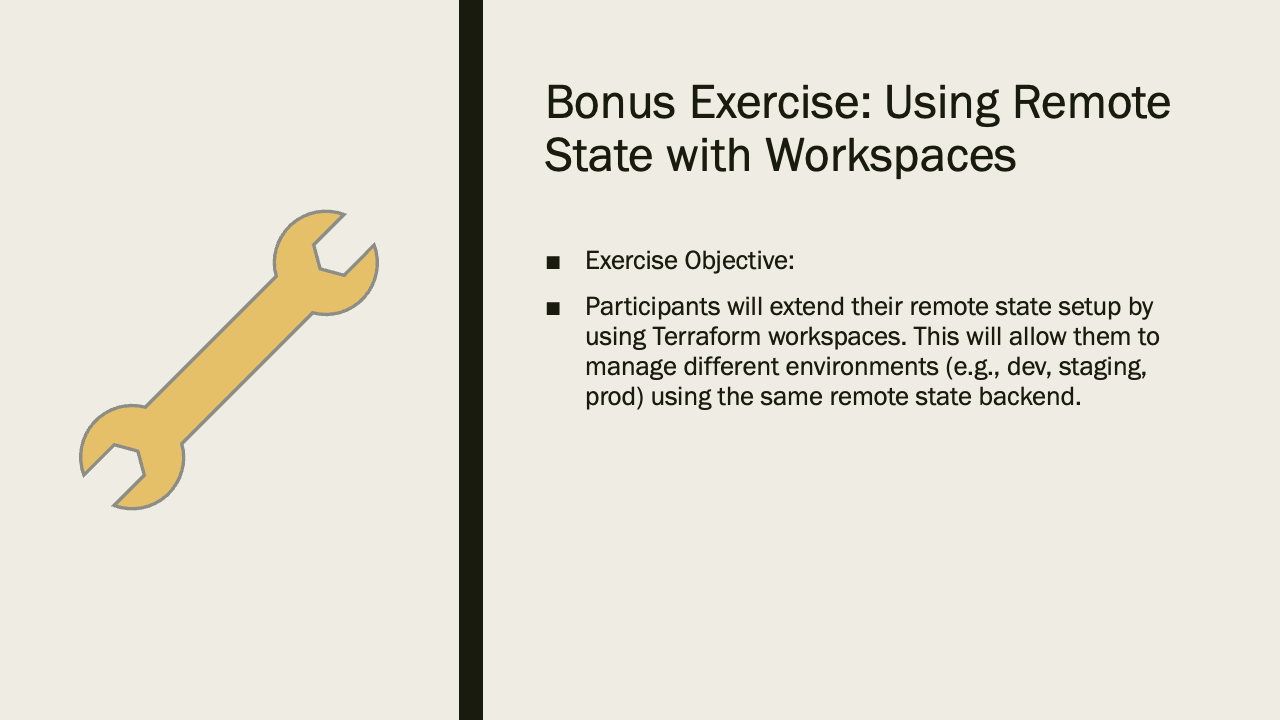 Bonus Exercise: Using Remote
State with Workspaces
■ Exercise Objective:
■ Participants will extend their remote state setup by
using Terraform workspaces. This will allow them to
manage different environments (e.g., dev, staging,
prod) using the same remote state backend.